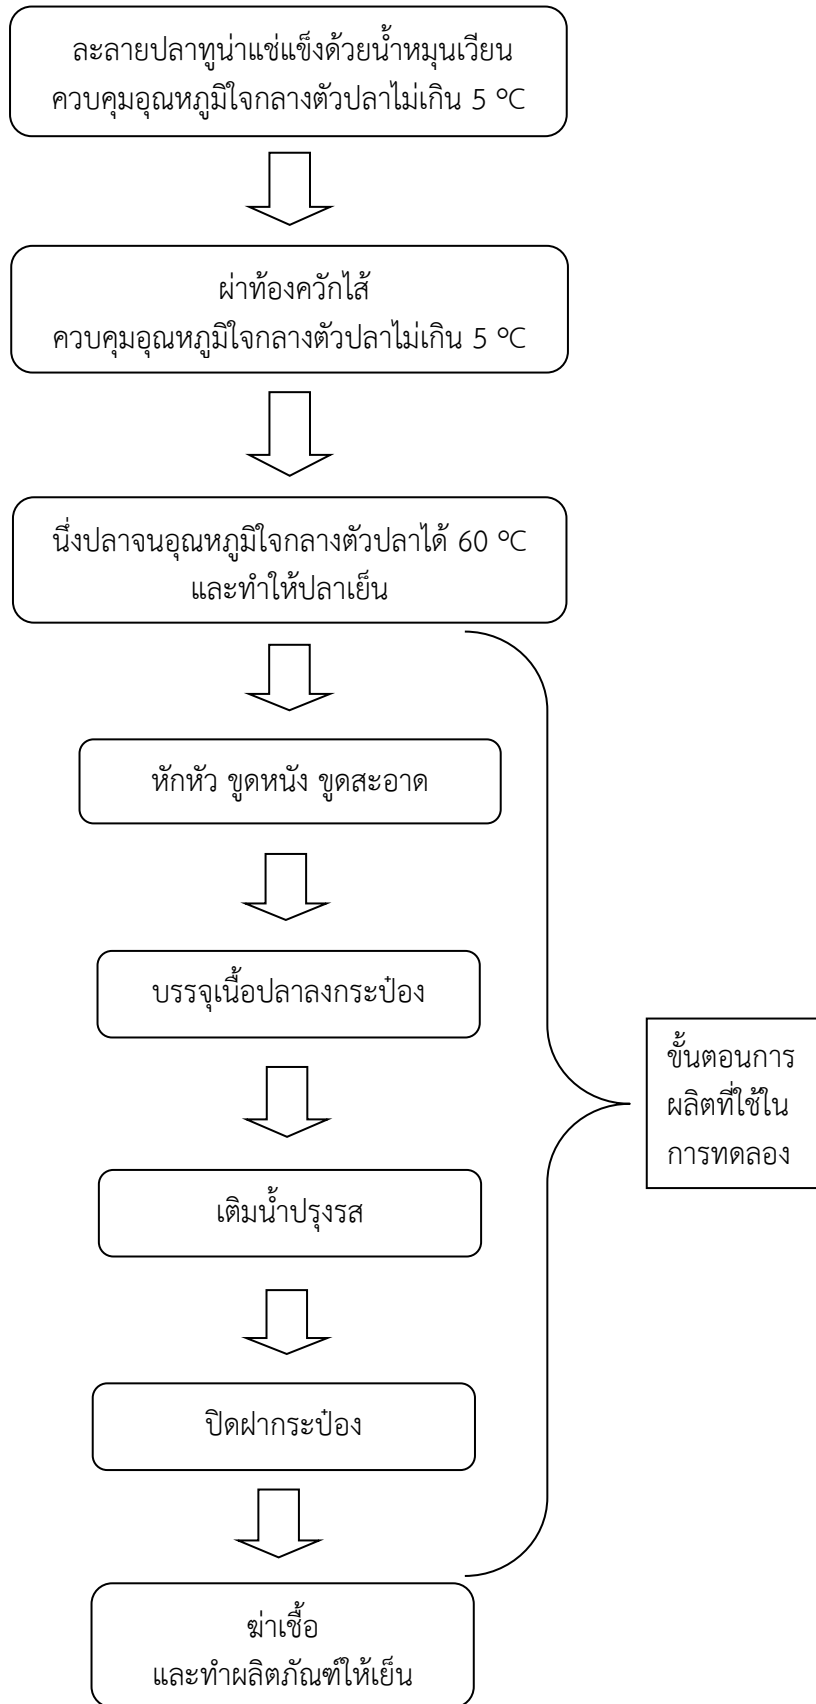 ละลายปลาทูน่าแช่แข็งด้วยน้ำหมุนเวียน
ควบคุมอุณหภูมิใจกลางตัวปลาไม่เกิน 5 ºC
ผ่าท้องควักไส้
ควบคุมอุณหภูมิใจกลางตัวปลาไม่เกิน 5 ºC
นึ่งปลาจนอุณหภูมิใจกลางตัวปลาได้ 60 ºC
และทำให้ปลาเย็น
หักหัว ขูดหนัง ขูดสะอาด
บรรจุเนื้อปลาลงกระป๋อง
ขั้นตอนการ
ผลิตที่ใช้ใน
การทดลอง
เติมน้ำปรุงรส
ปิดฝากระป๋อง
ฆ่าเชื้อ
และทำผลิตภัณฑ์ให้เย็น